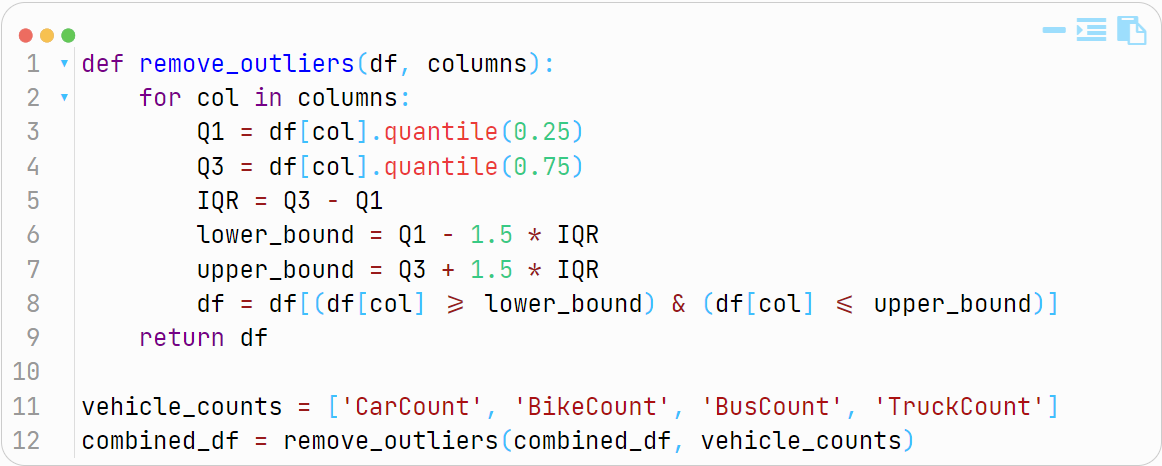 1 def remove_outliers(df, columns):
2     for col in columns:
3         Q1 = df[col].quantile(0.25)
4         Q3 = df[col].quantile(0.75)
5         IQR = Q3 - Q1
6         lower_bound = Q1 - 1.5 * IQR
7         upper_bound = Q3 + 1.5 * IQR
8         df = df[(df[col] ⩾ lower_bound) & (df[col] ⩽ upper_bound)]
9     return df
10
11 vehicle_counts = ['CarCount', 'BikeCount', 'BusCount', 'TruckCount']
12 combined_df = remove_outliers(combined_df, vehicle_counts)